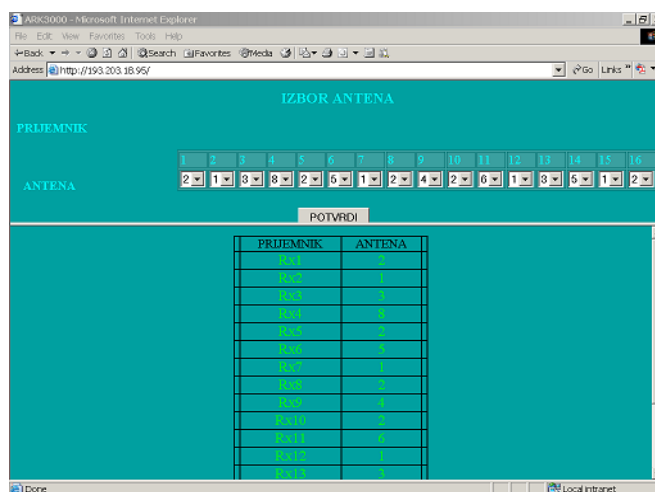 ARK3000 - Microsoft Internet Explorer
File Edit View Favorites Tools Help
Back Search Favorites Media
Address http://193.203.18.95/ Go Links »
IZBOR ANTENA
PRIJEMNIK
1 2 3 4 5 6 7 8 9 10 11 12 13 14 15 16
ANTENA 2 1 3 8 2 5 1 2 4 2 6 1 3 5 1 2
POTVRDI
PRIJEMNIK ANTENA
Rx1 2
Rx2 1
Rx3 3
Rx4 8
Rx5 2
Rx6 5
Rx7 1
Rx8 2
Rx9 4
Rx10 2
Rx11 6
Rx12 1
Rx13 3
Done Local intranet